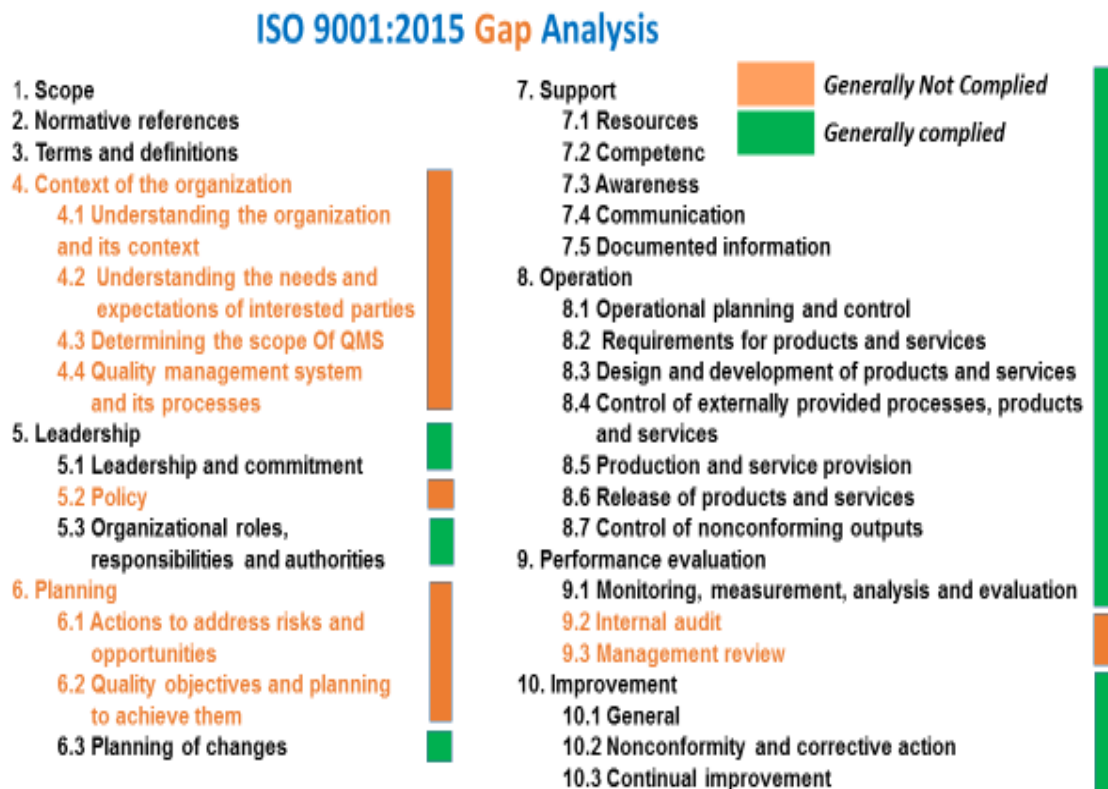 ISO 9001:2015 Gap Analysis
1. Scope
2. Normative references
3. Terms and definitions
4. Context of the organization
4.1 Understanding the organization
and its context
4.2 Understanding the needs and
expectations of interested parties
4.3 Determining the scope Of QMS
4.4 Quality management system
and its processes
5. Leadership
5.1 Leadership and commitment
5.2 Policy
5.3 Organizational roles,
responsibilities and authorities
6. Planning
6.1 Actions to address risks and
opportunities
6.2 Quality objectives and planning
to achieve them
6.3 Planning of changes
Generally Not Complied
Generally complied
7. Support
7.1 Resources
7.2 Competenc
7.3 Awareness
7.4 Communication
7.5 Documented information
8. Operation
8.1 Operational planning and control
8.2 Requirements for products and services
8.3 Design and development of products and services
8.4 Control of externally provided processes, products
and services
8.5 Production and service provision
8.6 Release of products and services
8.7 Control of nonconforming outputs
9. Performance evaluation
9.1 Monitoring, measurement, analysis and evaluation
9.2 Internal audit
9.3 Management review
10. Improvement
10.1 General
10.2 Nonconformity and corrective action
10.3 Continual improvement